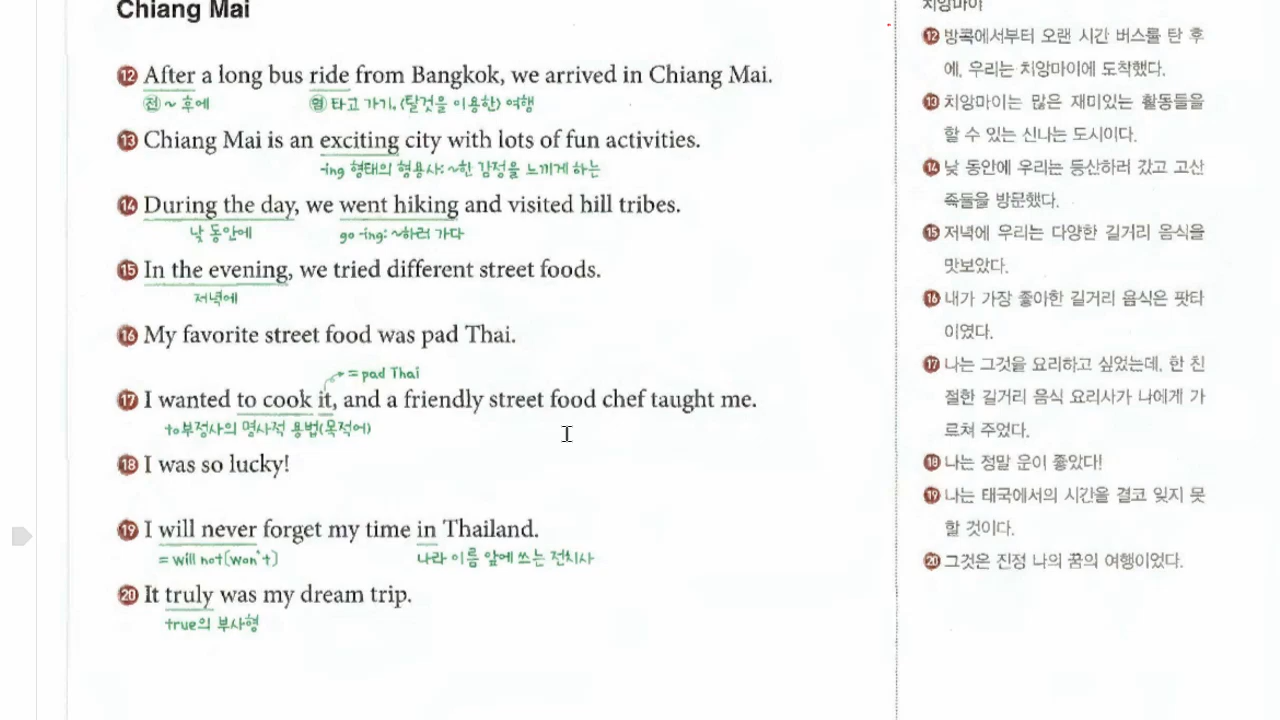 Chiang Mai
⑫ After a long bus ride from Bangkok, we arrived in Chiang Mai.
전 ~ 후에
명 타고 가기, (탈것을 이용한) 여행
⑬ Chiang Mai is an exciting city with lots of fun activities.
-ing 형태의 형용사: ~한 감정을 느끼게 하는
⑭ During the day, we went hiking and visited hill tribes.
낮 동안에
go -ing: ~하러 가다
⑮ In the evening, we tried different street foods.
저녁에
⑯ My favorite street food was pad Thai.
= pad Thai
⑰ I wanted to cook it, and a friendly street food chef taught me.
to부정사의 명사적 용법(목적어)
⑱ I was so lucky!
⑲ I will never forget my time in Thailand.
= will not(won't)
나라 이름 앞에 쓰는 전치사
⑳ It truly was my dream trip.
true의 부사형
치앙마이
⑫ 방콕에서부터 오랜 시간 버스를 탄 후
에, 우리는 치앙마이에 도착했다.
⑬ 치앙마이는 많은 재미있는 활동들을
할 수 있는 신나는 도시이다.
⑭ 낮 동안에 우리는 등산하러 갔고 고산
족들을 방문했다.
⑮ 저녁에 우리는 다양한 길거리 음식을
맛보았다.
⑯ 내가 가장 좋아한 길거리 음식은 팟타
이였다.
⑰ 나는 그것을 요리하고 싶었는데, 한 친
절한 길거리 음식 요리사가 나에게 가
르쳐 주었다.
⑱ 나는 정말 운이 좋았다!
⑲ 나는 태국에서의 시간을 결코 잊지 못
할 것이다.
⑳ 그것은 진정 나의 꿈의 여행이었다.